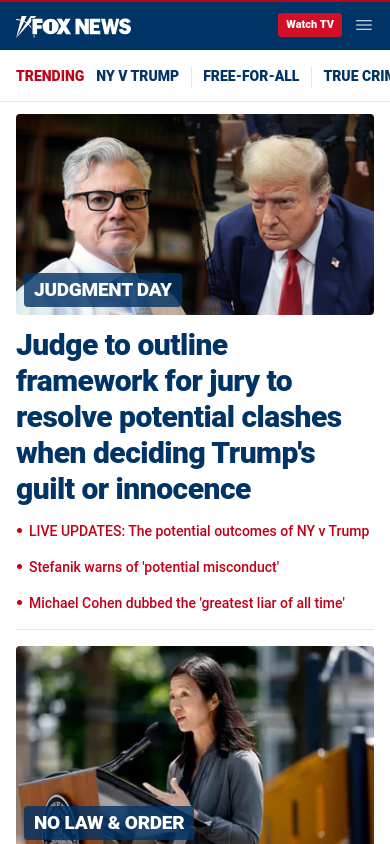 FOX NEWS
Watch TV
TRENDING NY V TRUMP FREE-FOR-ALL TRUE CRIM
JUDGMENT DAY
Judge to outline
framework for jury to
resolve potential clashes
when deciding Trump's
guilt or innocence
LIVE UPDATES: The potential outcomes of NY v Trump
Stefanik warns of 'potential misconduct'
Michael Cohen dubbed the 'greatest liar of all time'
NO LAW & ORDER